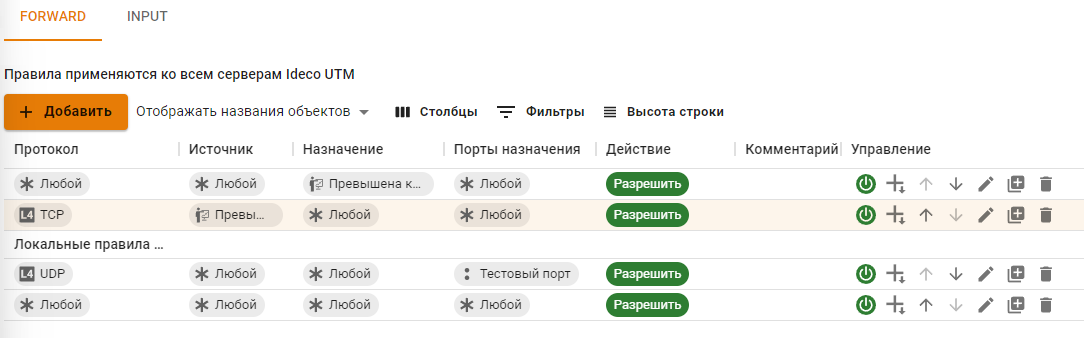 FORWARD INPUT
Правила применяются ко всем серверам Ideco UTM
Добавить Отображать названия объектов Столбцы Фильтры Высота строки
Протокол Источник Назначение Порты назначения Действие Комментарий Управление
Любой Любой Превышена к... Любой Разрешить
L4 TCP Превы... Любой Любой Разрешить
Локальные правила ...
L4 UDP Любой Любой Тестовый порт Разрешить
Любой Любой Любой Любой Разрешить